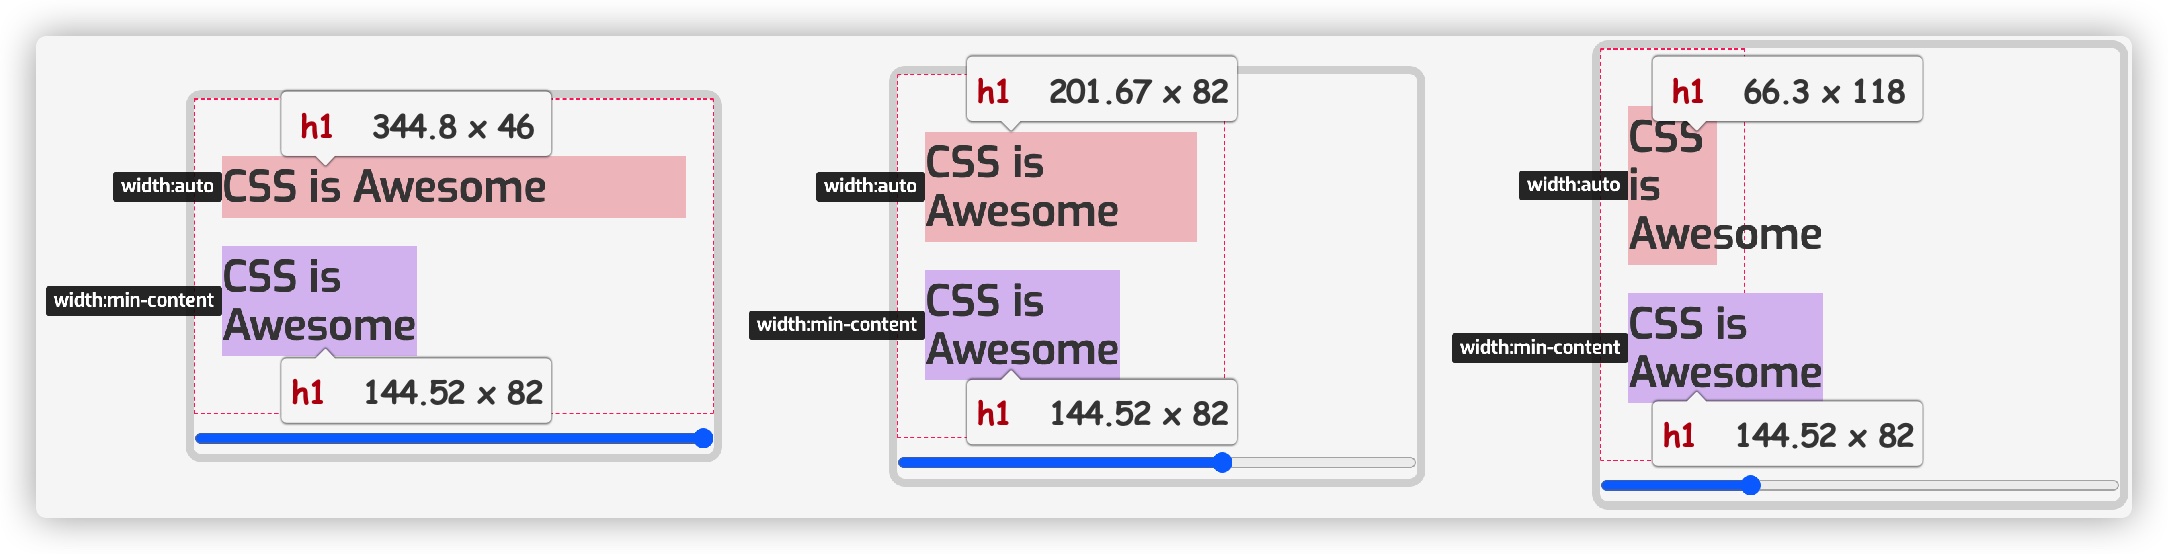 h1 344.8 x 46
width:auto
CSS is Awesome
width:min-content
CSS is
Awesome
h1 144.52 x 82
h1 201.67 x 82
width:auto
CSS is
Awesome
width:min-content
CSS is
Awesome
h1 144.52 x 82
h1 66.3 x 118
width:auto
CSS
is
Awesome
width:min-content
CSS is
Awesome
h1 144.52 x 82